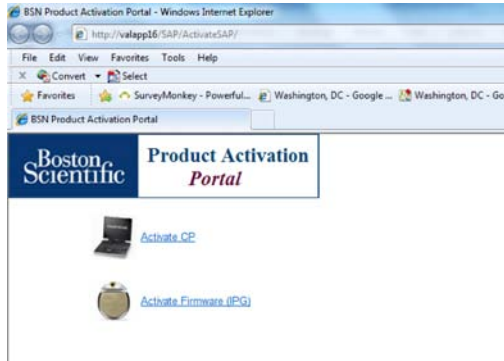 BSN Product Activation Portal - Windows Internet Explorer
http://valapp16/SAP/ActivateSAP/
File Edit View Favorites Tools Help
X Convert Select
Favorites SurveyMonkey - Powerful... Washington, DC - Google ... Washington, DC - Go
BSN Product Activation Portal
Boston
Scientific
Product Activation
Portal
Activate CP
Activate Firmware (IPG)